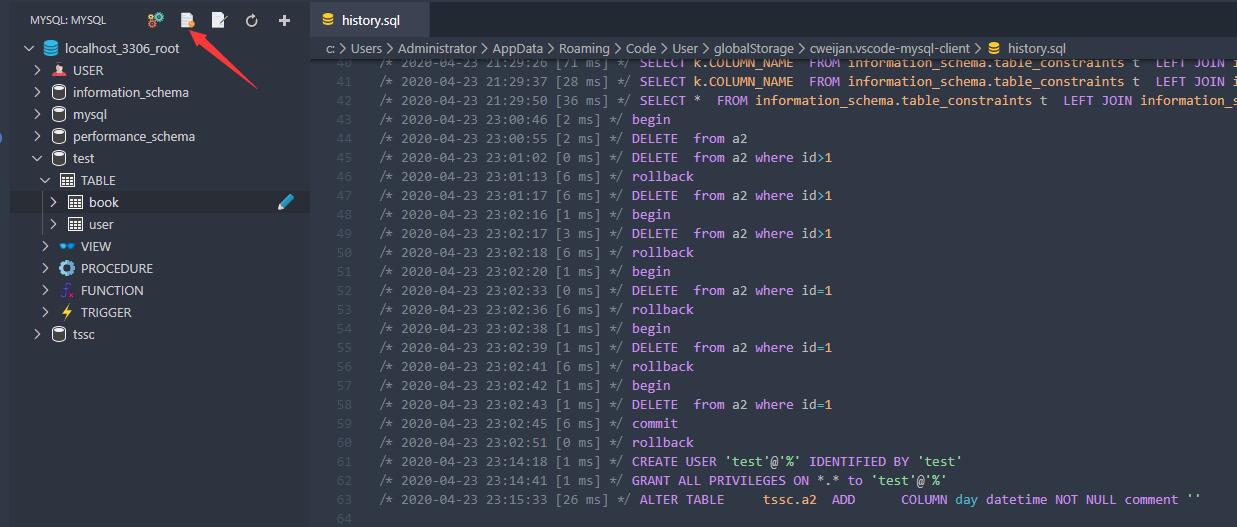 MYSQL: MYSQL
localhost_3306_root
USER
information_schema
mysql
performance_schema
test
TABLE
book
user
VIEW
PROCEDURE
FUNCTION
TRIGGER
tssc
history.sql
c: > Users > Administrator > AppData > Roaming > Code > User > globalStorage > cweijan.vscode-mysql-client > history.sql
40 /* 2020-04-23 21:29:26 [71 ms] */ SELECT k.COLUMN_NAME FROM information_schema.table_constraints t LEFT JOIN i
41 /* 2020-04-23 21:29:37 [28 ms] */ SELECT k.COLUMN_NAME FROM information_schema.table_constraints t LEFT JOIN i
42 /* 2020-04-23 21:29:50 [36 ms] */ SELECT * FROM information_schema.table_constraints t LEFT JOIN information_s
43 /* 2020-04-23 23:00:46 [2 ms] */ begin
44 /* 2020-04-23 23:00:55 [2 ms] */ DELETE from a2
45 /* 2020-04-23 23:01:02 [0 ms] */ DELETE from a2 where id>1
46 /* 2020-04-23 23:01:13 [6 ms] */ rollback
47 /* 2020-04-23 23:01:17 [6 ms] */ DELETE from a2 where id>1
48 /* 2020-04-23 23:02:16 [1 ms] */ begin
49 /* 2020-04-23 23:02:17 [3 ms] */ DELETE from a2 where id>1
50 /* 2020-04-23 23:02:18 [6 ms] */ rollback
51 /* 2020-04-23 23:02:20 [1 ms] */ begin
52 /* 2020-04-23 23:02:33 [0 ms] */ DELETE from a2 where id=1
53 /* 2020-04-23 23:02:36 [6 ms] */ rollback
54 /* 2020-04-23 23:02:38 [1 ms] */ begin
55 /* 2020-04-23 23:02:39 [1 ms] */ DELETE from a2 where id=1
56 /* 2020-04-23 23:02:41 [6 ms] */ rollback
57 /* 2020-04-23 23:02:42 [1 ms] */ begin
58 /* 2020-04-23 23:02:43 [1 ms] */ DELETE from a2 where id=1
59 /* 2020-04-23 23:02:45 [6 ms] */ commit
60 /* 2020-04-23 23:02:51 [0 ms] */ rollback
61 /* 2020-04-23 23:14:18 [1 ms] */ CREATE USER 'test'@'%' IDENTIFIED BY 'test'
62 /* 2020-04-23 23:14:41 [1 ms] */ GRANT ALL PRIVILEGES ON *.* to 'test'@'%'
63 /* 2020-04-23 23:15:33 [26 ms] */ ALTER TABLE tssc.a2 ADD COLUMN day datetime NOT NULL comment ''
64